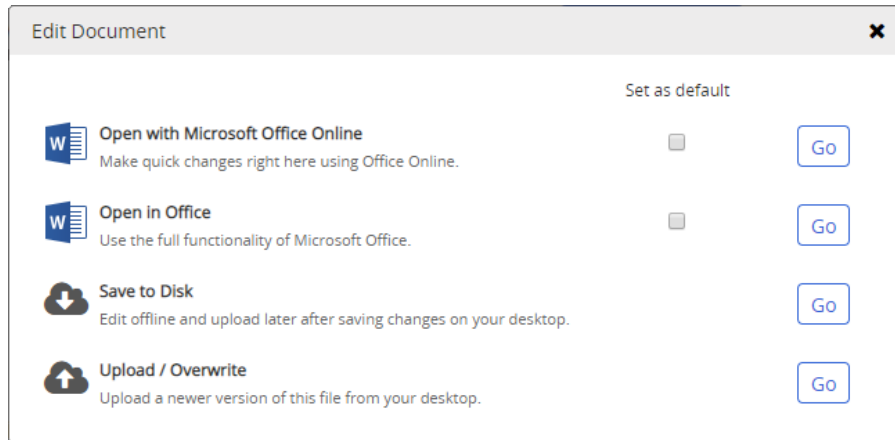 Edit Document
Set as default
W
Open with Microsoft Office Online
Go
Make quick changes right here using Office Online.
W
Open in Office
Go
Use the full functionality of Microsoft Office.
Save to Disk
Go
Edit offline and upload later after saving changes on your desktop.
Upload / Overwrite
Go
Upload a newer version of this file from your desktop.